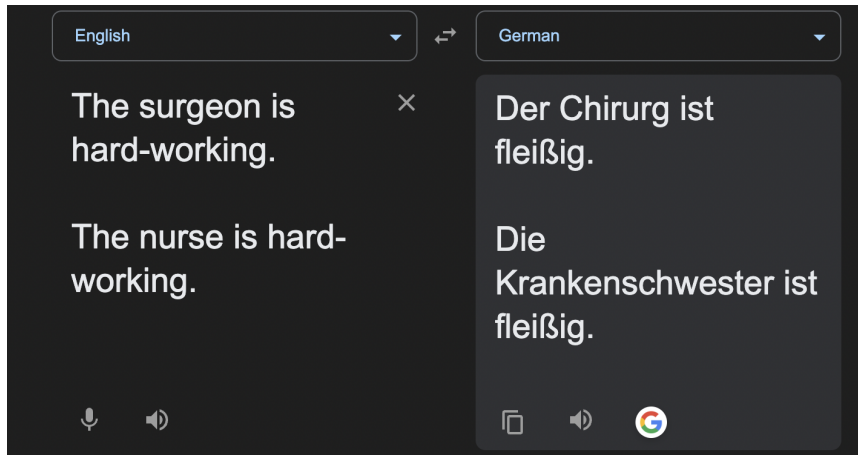 English
German
The surgeon is
hard-working.
The nurse is hard-
working.
Der Chirurg ist
fleißig.
Die
Krankenschwester ist
fleißig.